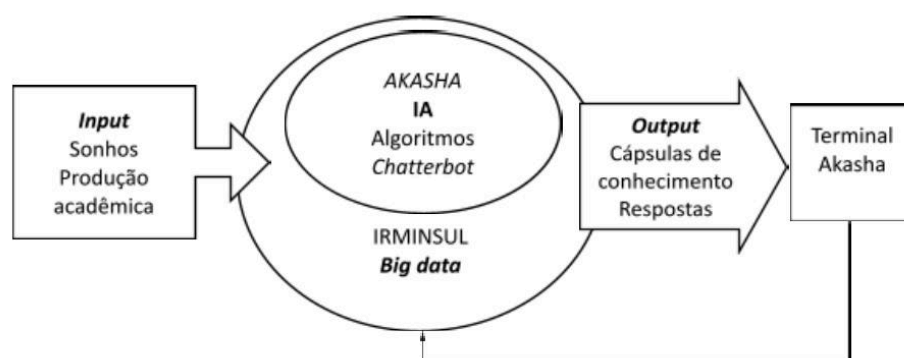 Input
Sonhos
Produção
acadêmica
AKASHA
IA
Algoritmos
Chatterbot
IRMINSUL
Big data
Output
Cápsulas de
conhecimento
Respostas
Terminal
Akasha